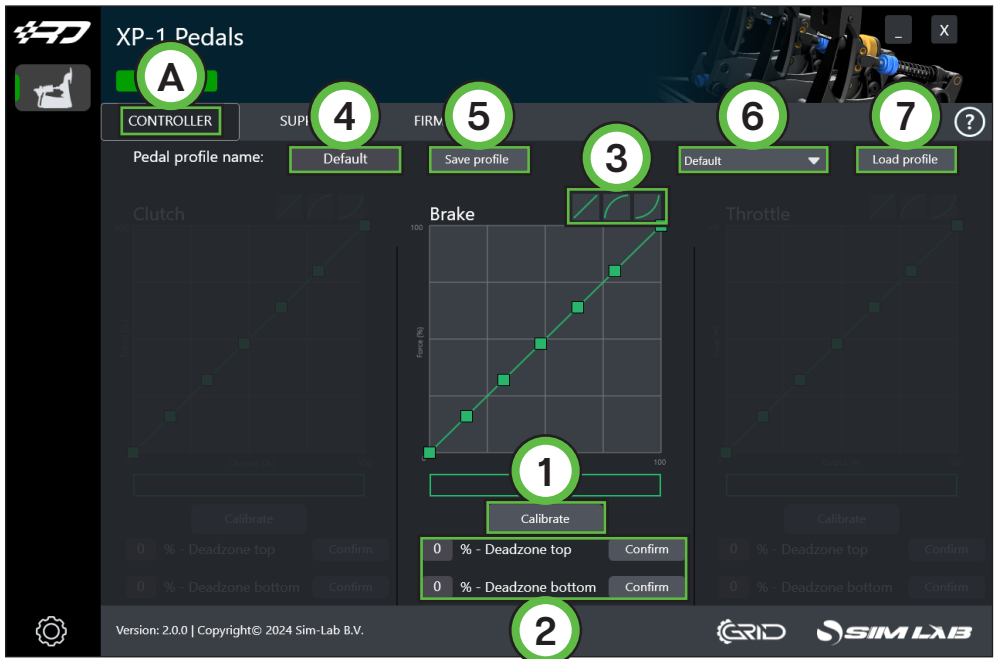 XP-1 Pedals
_ X
A
CONTROLLER
4
5
6
7
?
Pedal profile name: Default Save profile Default Load profile
3
Clutch
Brake
Throttle
100
Force (%)
100
1
Calibrate Calibrate Calibrate
0 % - Deadzone top Confirm 0 % - Deadzone top Confirm 0 % - Deadzone top Confirm
0 % - Deadzone bottom Confirm 0 % - Deadzone bottom Confirm 0 % - Deadzone bottom Confirm
2
Version: 2.0.0 | Copyright© 2024 Sim-Lab B.V.
GRID
SIM LAB